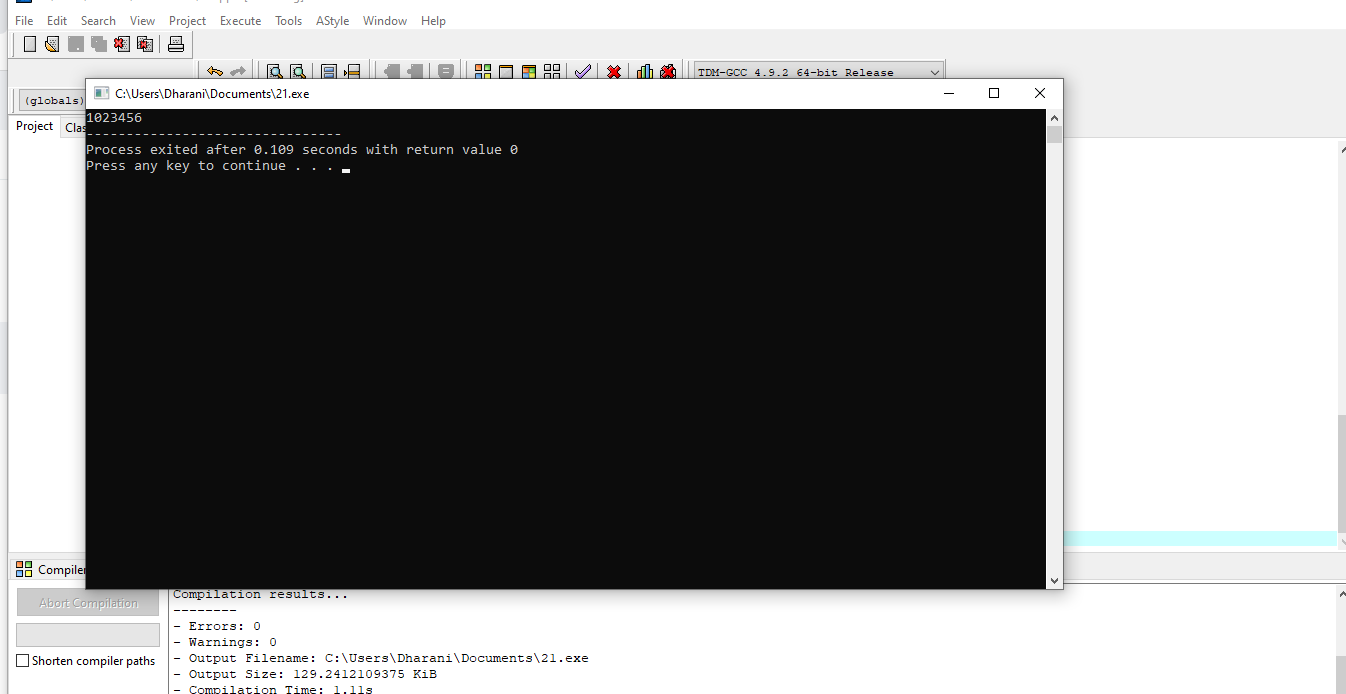 File Edit Search View Project Execute Tools AStyle Window Help
TDM-GCC 4.9.2 64-bit Release
(globals)
C:\Users\Dharani\Documents\21.exe
Project
1023456
--------------------------------
Process exited after 0.109 seconds with return value 0
Press any key to continue . . .
Compiler
Compilation results...
--------
- Errors: 0
- Warnings: 0
- Output Filename: C:\Users\Dharani\Documents\21.exe
- Output Size: 129.2412109375 KiB
- Compilation Time: 1.11s
Abort Compilation
Shorten compiler paths